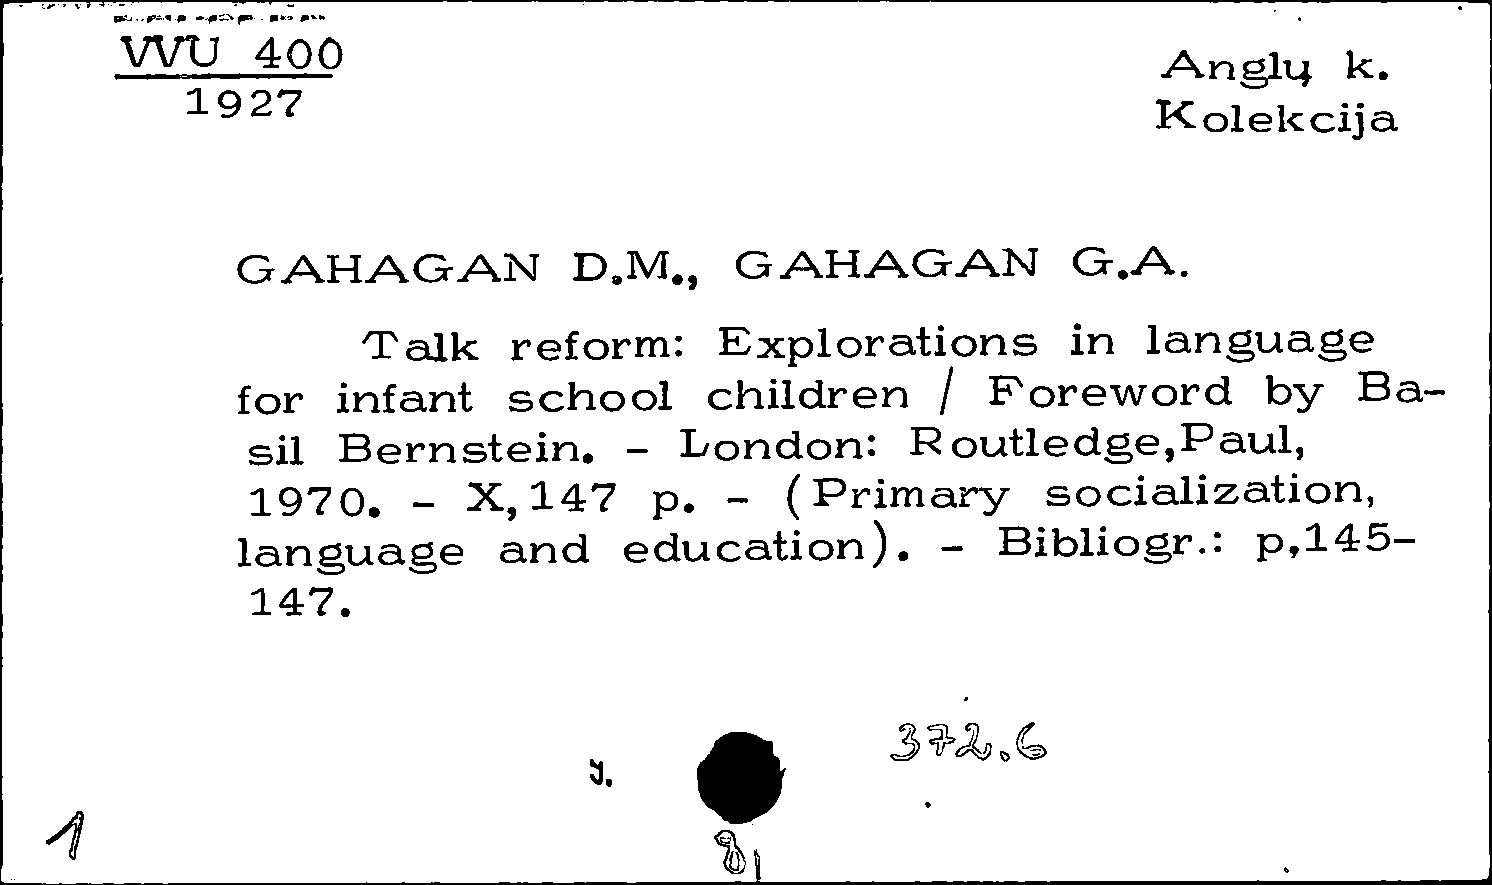 VVU 400
1927
Anglų k.
Kolekcija
GAHAGAN D.M., GAHAGAN G.A.
Talk reform: Explorations in language
for infant school children / Foreword by Ba-
sil Bernstein. - London: Routledge,Paul,
1970. - X,147 p. - (Primary socialization,
language and education). - Bibliogr.: p,145-
147.
372.6
y.
1
81